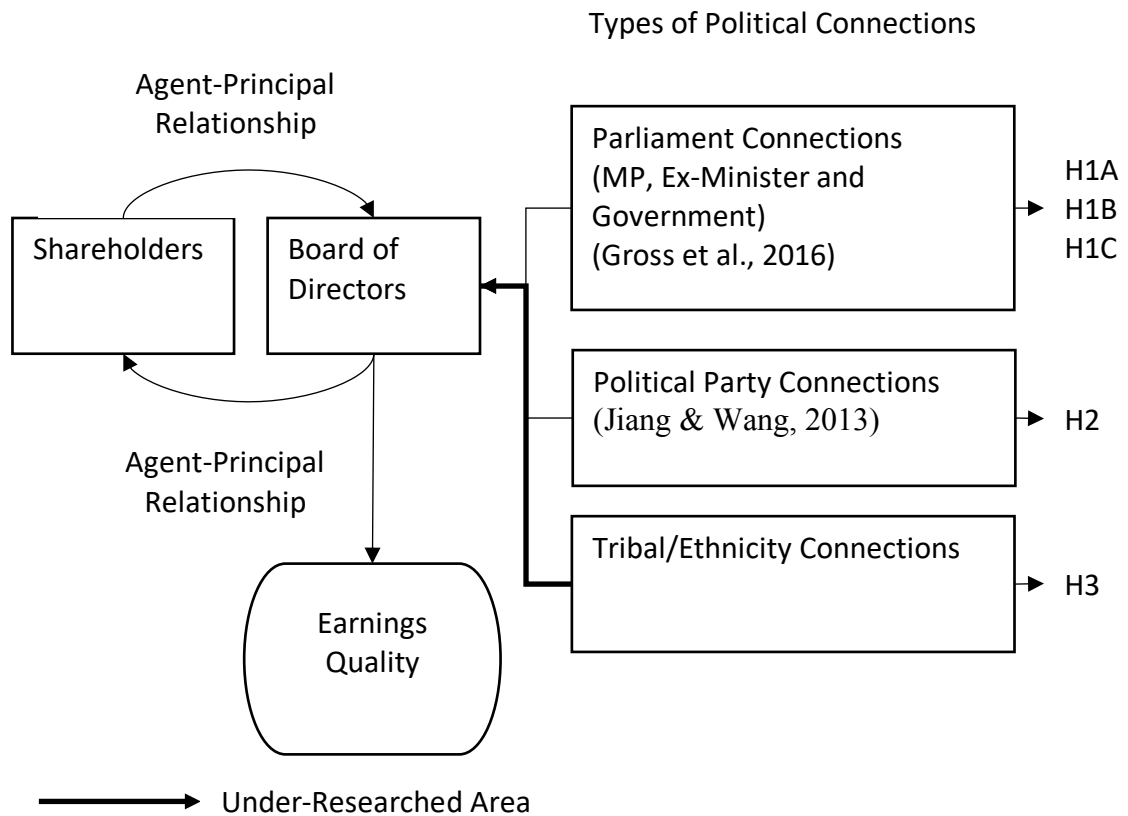 Types of Political Connections
Agent-Principal
Relationship
Shareholders
Board of
Directors
Parliament Connections
(MP, Ex-Minister and
Government)
(Gross et al., 2016)
H1A
H1B
H1C
Political Party Connections
(Jiang & Wang, 2013)
H2
Agent-Principal
Relationship
Tribal/Ethnicity Connections
H3
Earnings
Quality
Under-Researched Area